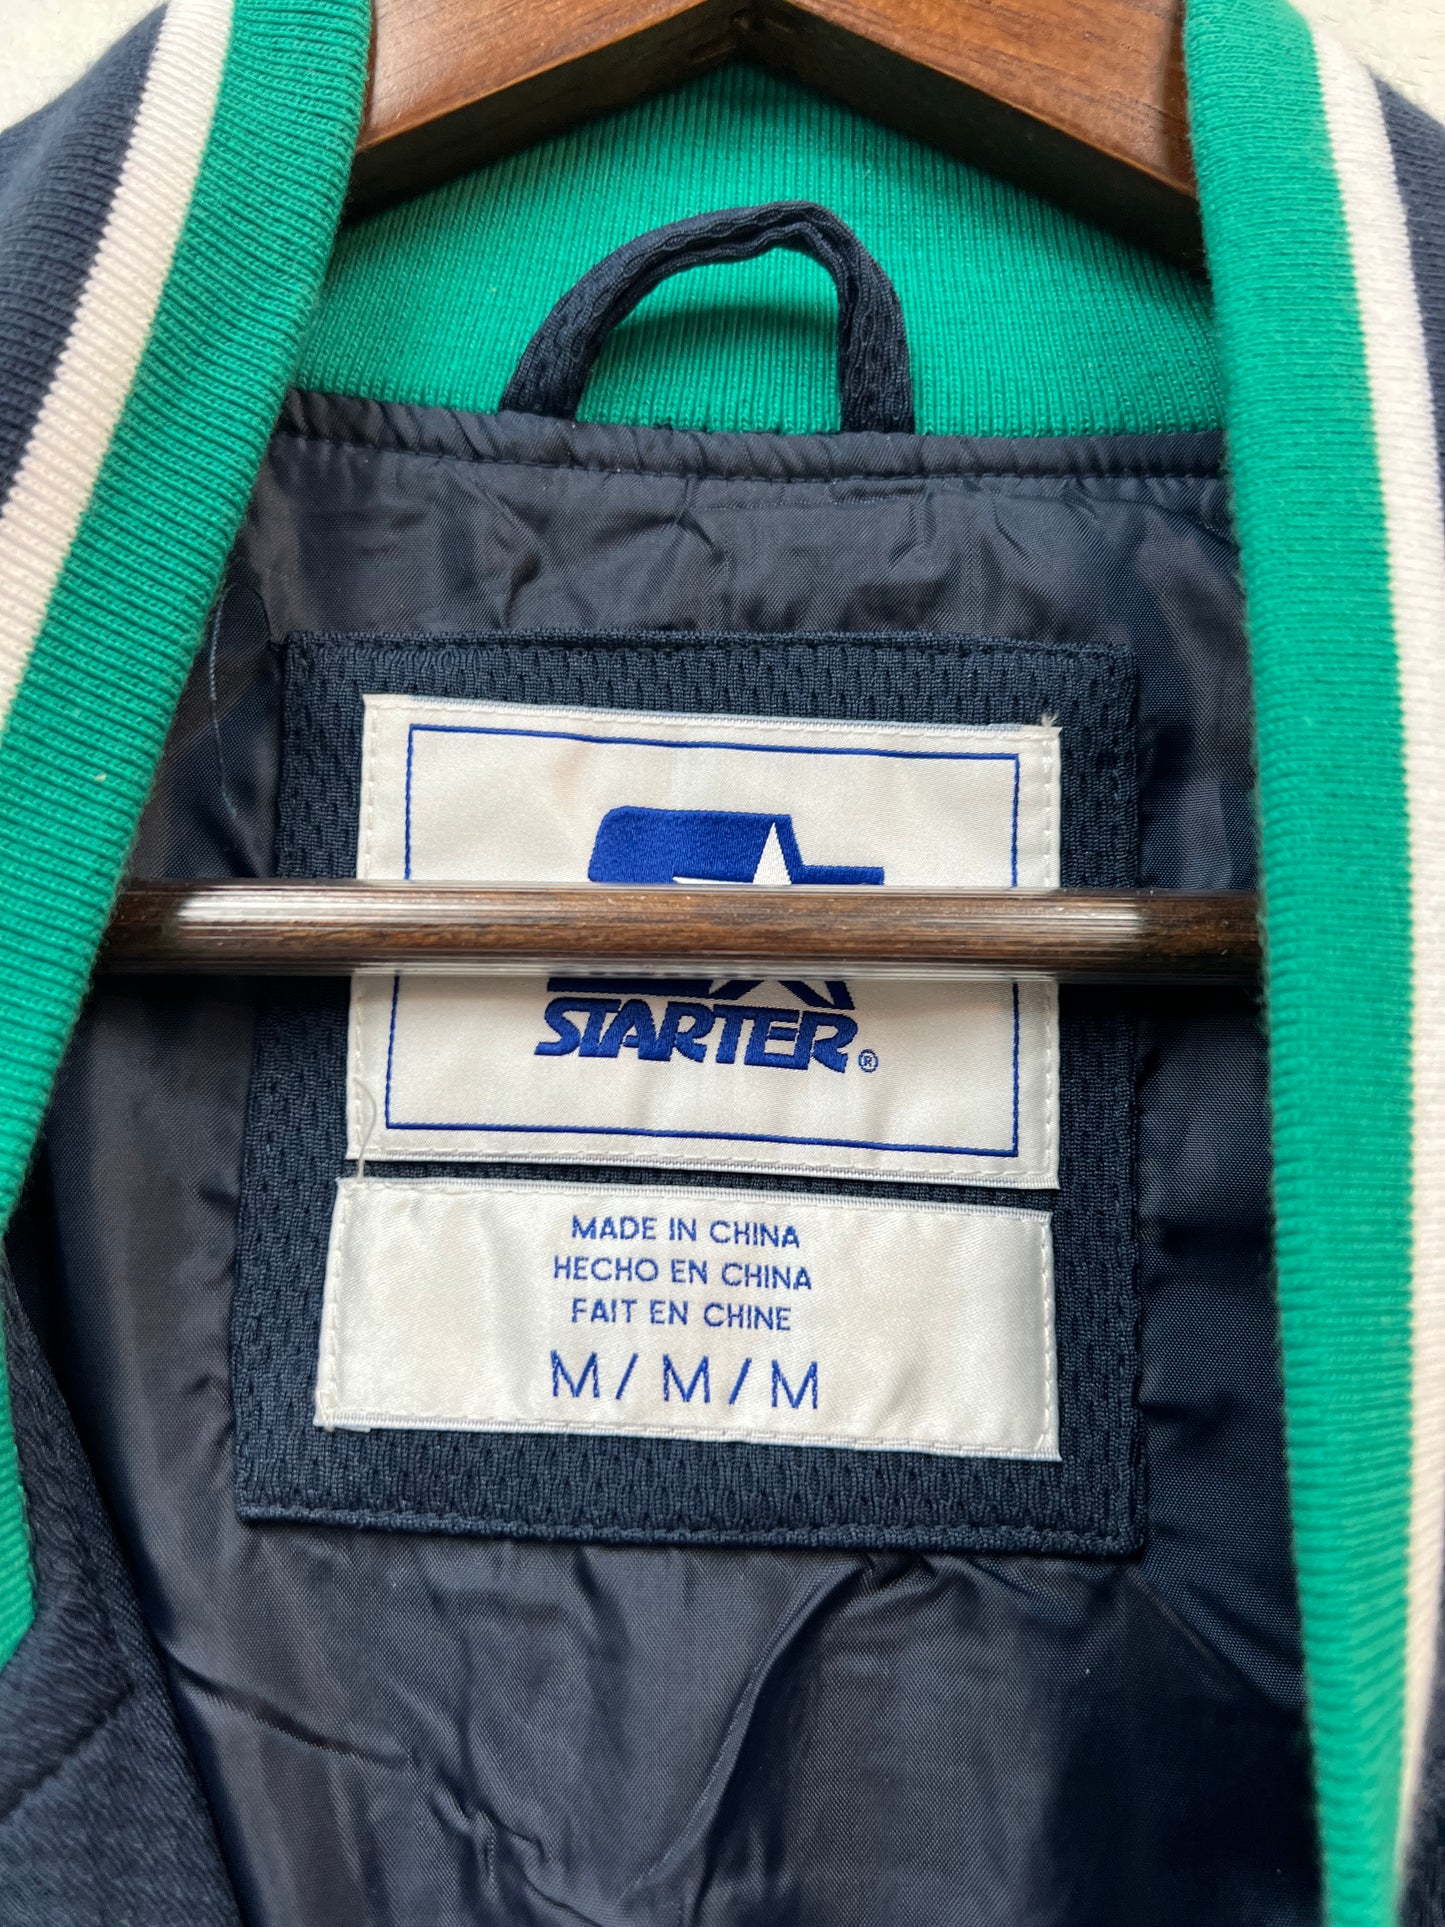 STARTER®
MADE IN CHINA
HECHO EN CHINA
FAIT EN CHINE
M / M / M